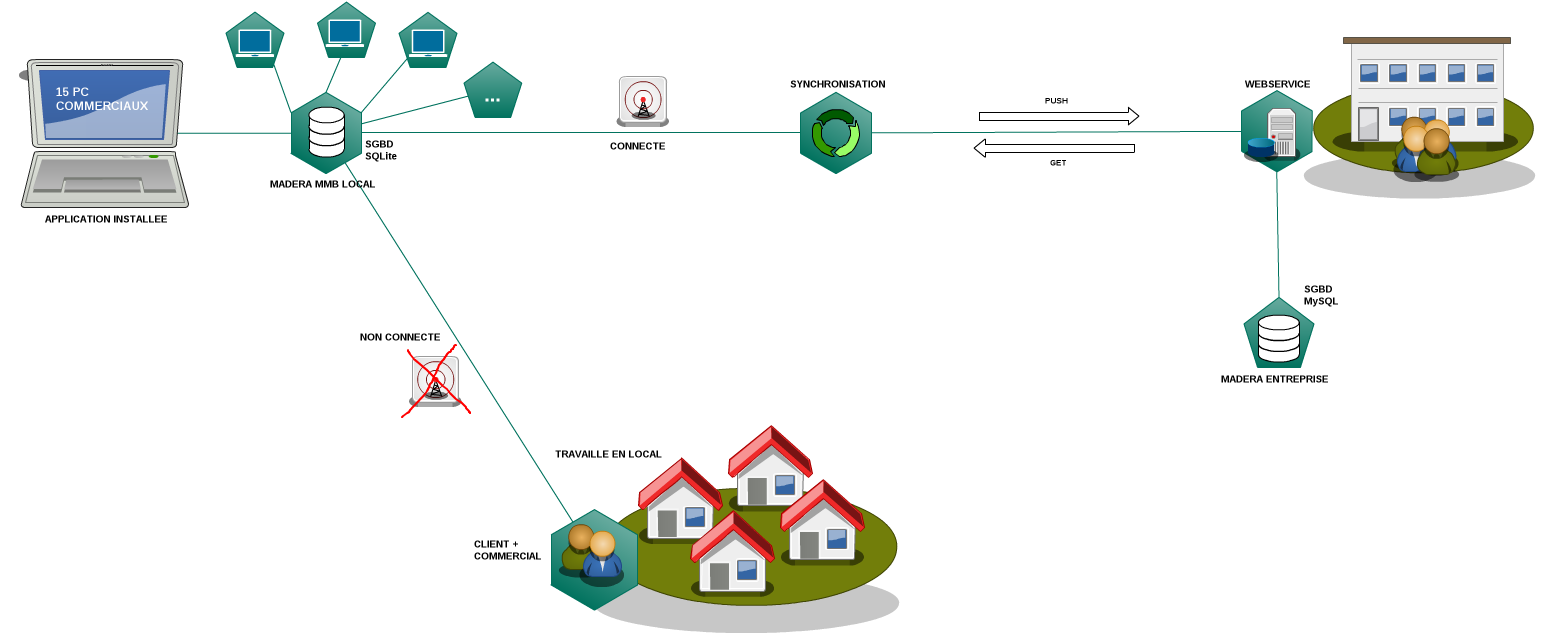 15 PC
COMMERCIAUX
APPLICATION INSTALLEE
...
SGBD
SQLite
MADERA MMB LOCAL
CONNECTE
SYNCHRONISATION
PUSH
GET
WEBSERVICE
SGBD
MySQL
MADERA ENTREPRISE
NON CONNECTE
TRAVAILLE EN LOCAL
CLIENT +
COMMERCIAL